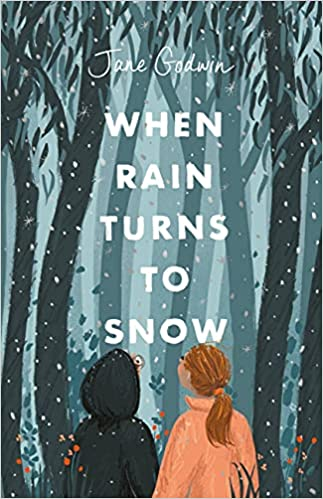 Jane Godwin
WHEN
RAIN
TURNS
TO
SNOW